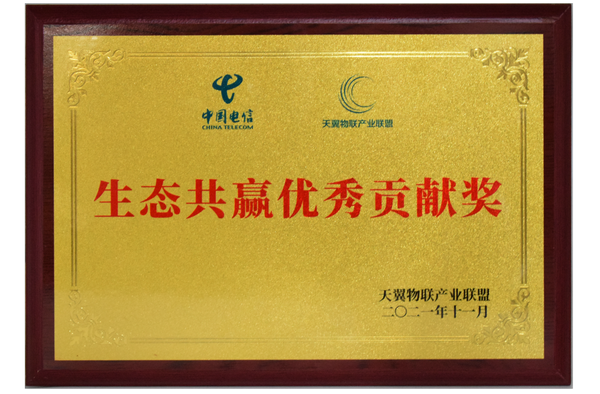 中国电信
CHINA TELECOM
天翼物联产业联盟
生态共赢优秀贡献奖
天翼物联产业联盟
二〇二一年十一月